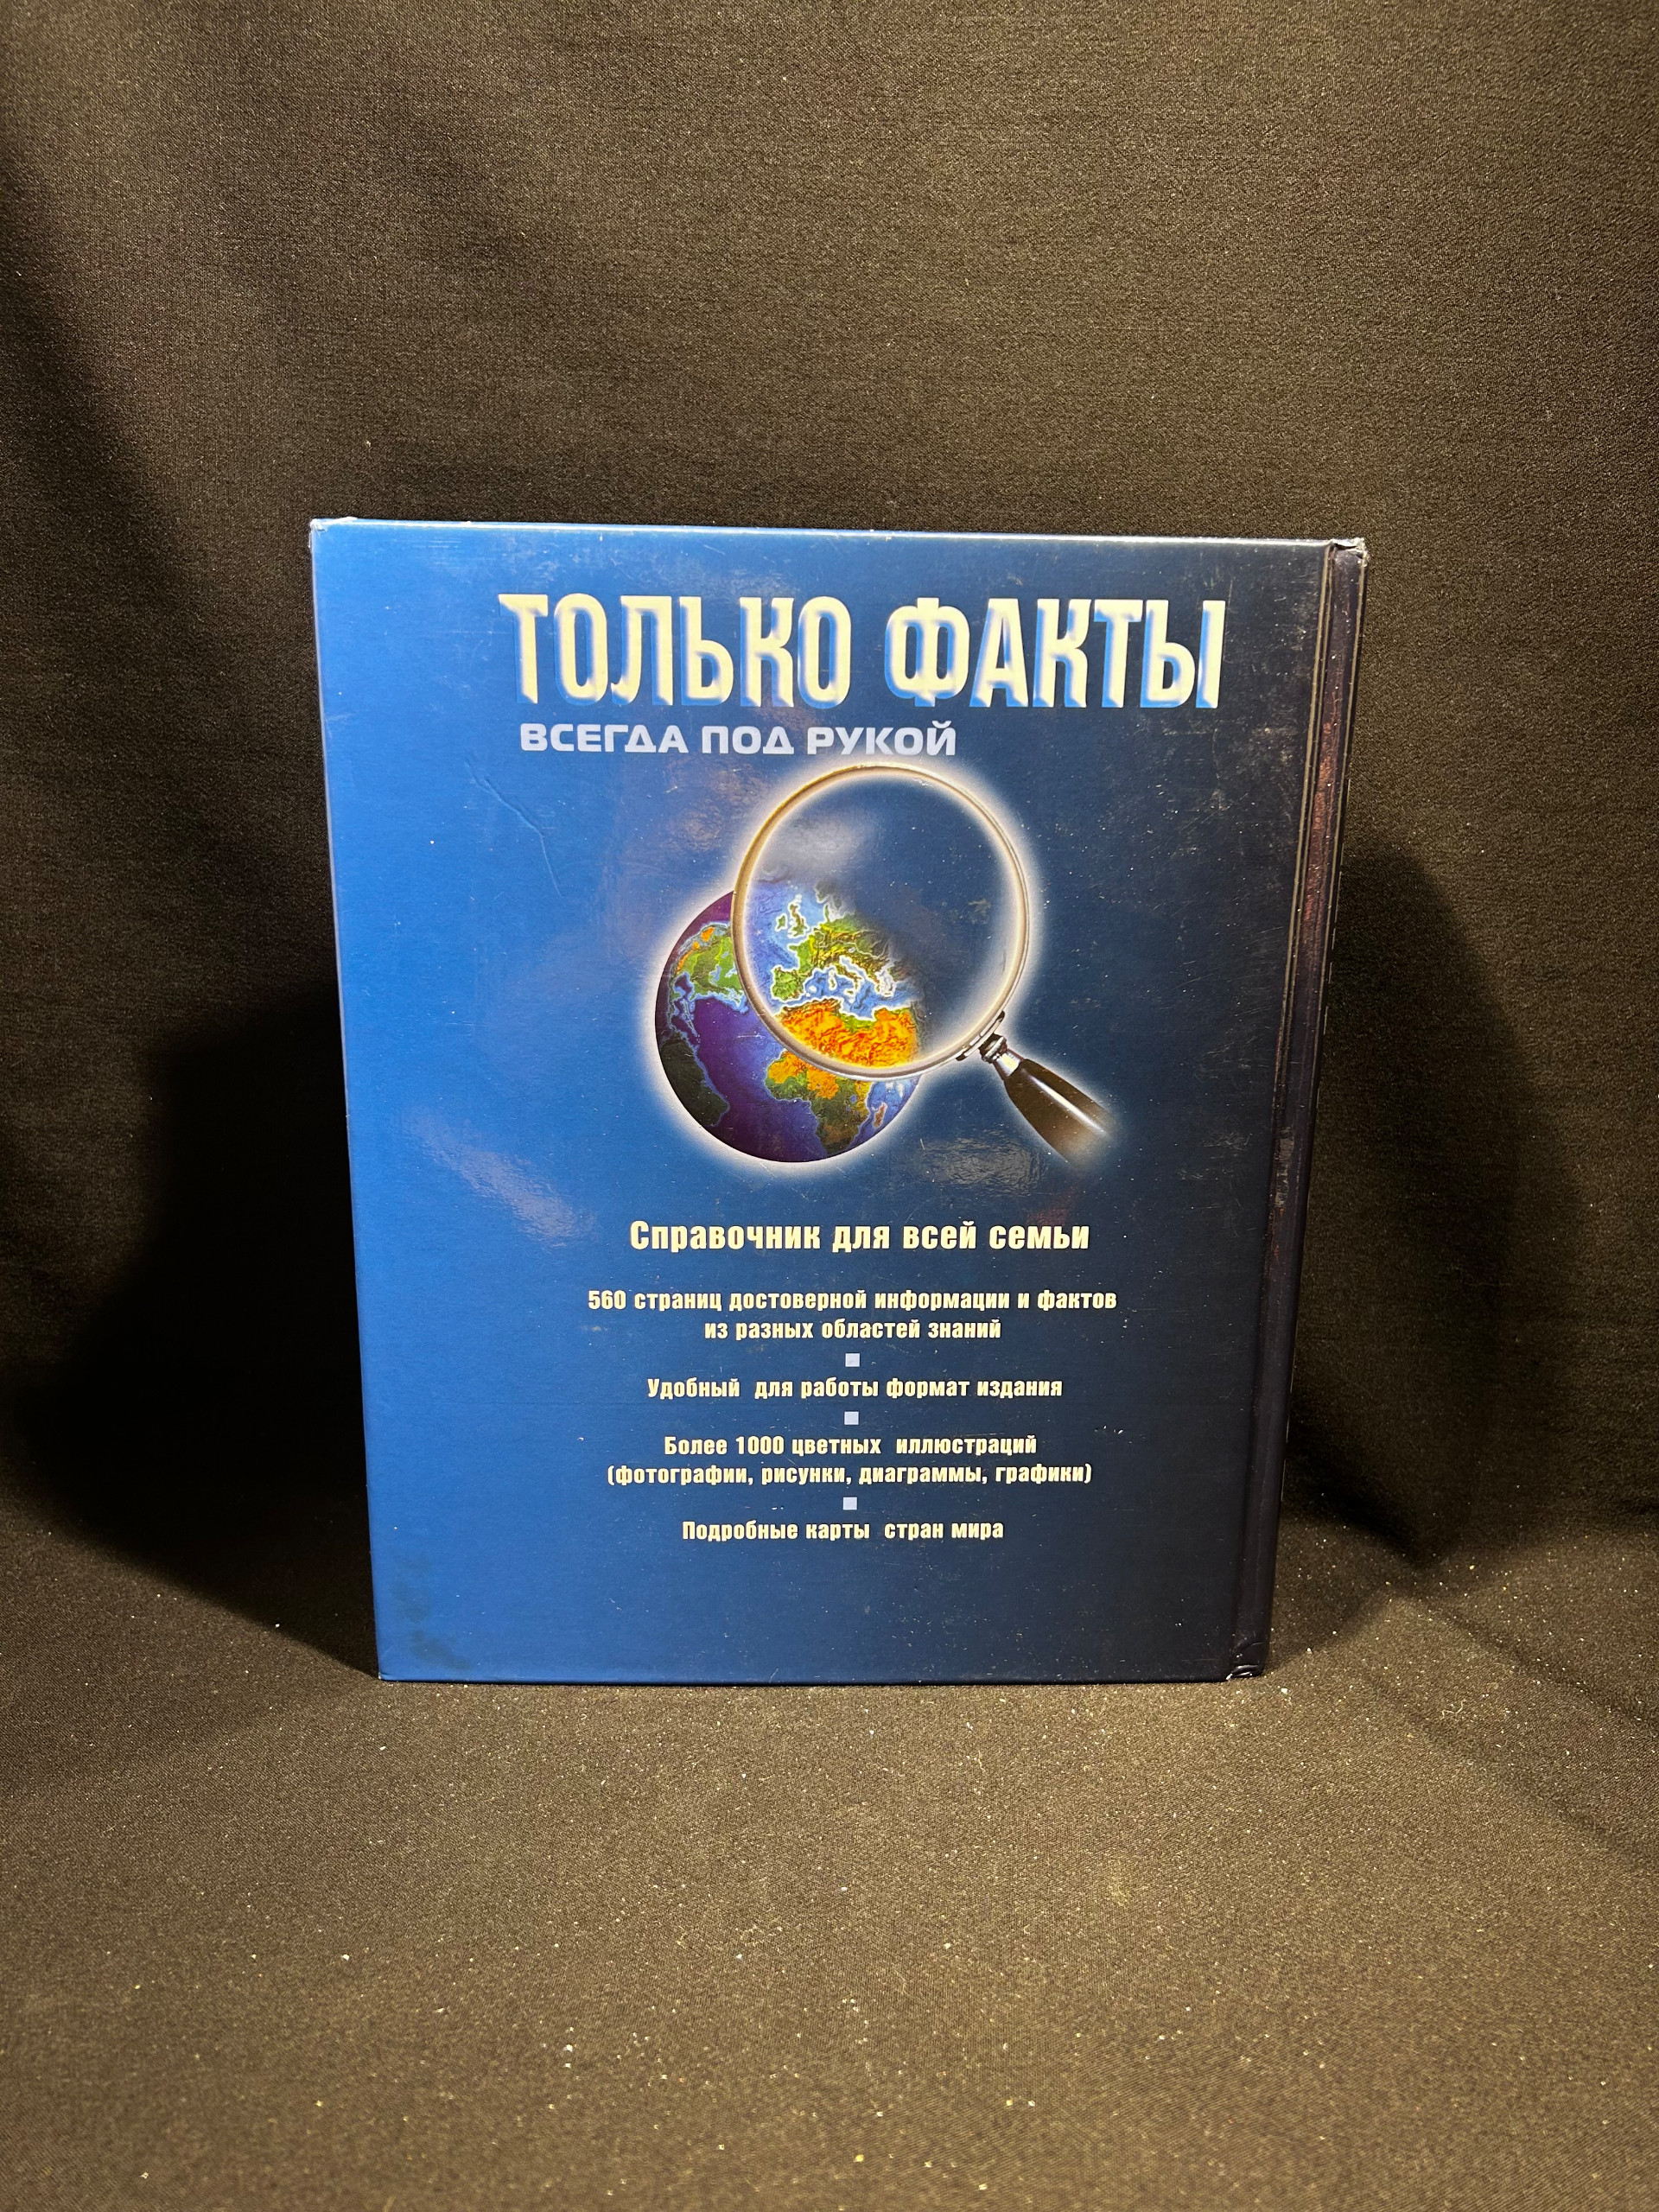 ТОЛЬКО ФАКТЫ
ВСЕГДА ПОД РУКОЙ
Справочник для всей семьи
560 страниц достоверной информации и фактов
из разных областей знаний
Удобный для работы формат издания
Более 1000 цветных иллюстраций
(фотографии, рисунки, диаграммы, графики)
Подробные карты стран мира